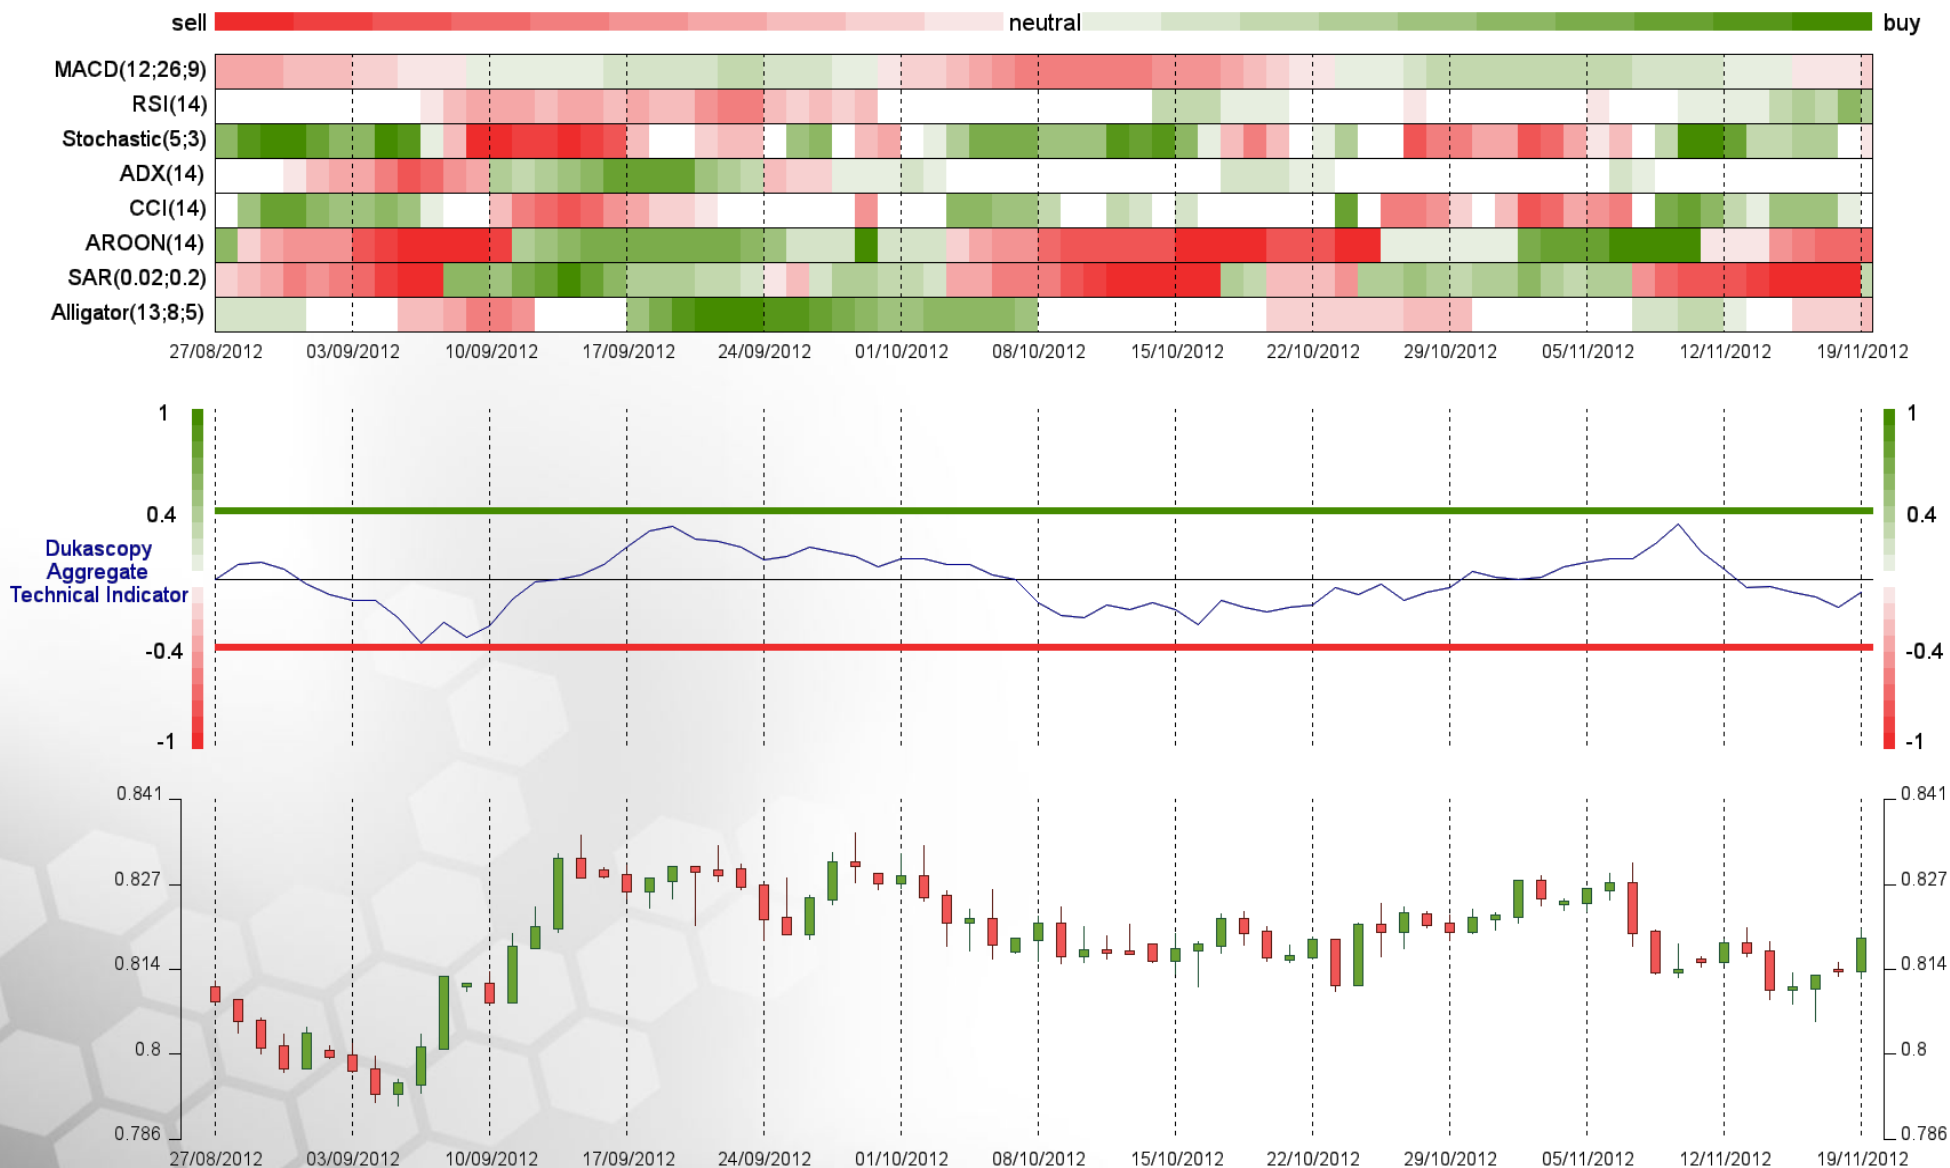 sell neutral buy
MACD(12;26;9)
RSI(14)
Stochastic(5;3)
ADX(14)
CCI(14)
AROON(14)
SAR(0.02;0.2)
Alligator(13;8;5)
27/08/2012 03/09/2012 10/09/2012 17/09/2012 24/09/2012 01/10/2012 08/10/2012 15/10/2012 22/10/2012 29/10/2012 05/11/2012 12/11/2012 19/11/2012
1 1
0.4 0.4
Dukascopy
Aggregate
Technical Indicator
-0.4 -0.4
-1 -1
0.841 0.841
0.827 0.827
0.814 0.814
0.8 0.8
0.786 0.786
27/08/2012 03/09/2012 10/09/2012 17/09/2012 24/09/2012 01/10/2012 08/10/2012 15/10/2012 22/10/2012 29/10/2012 05/11/2012 12/11/2012 19/11/2012